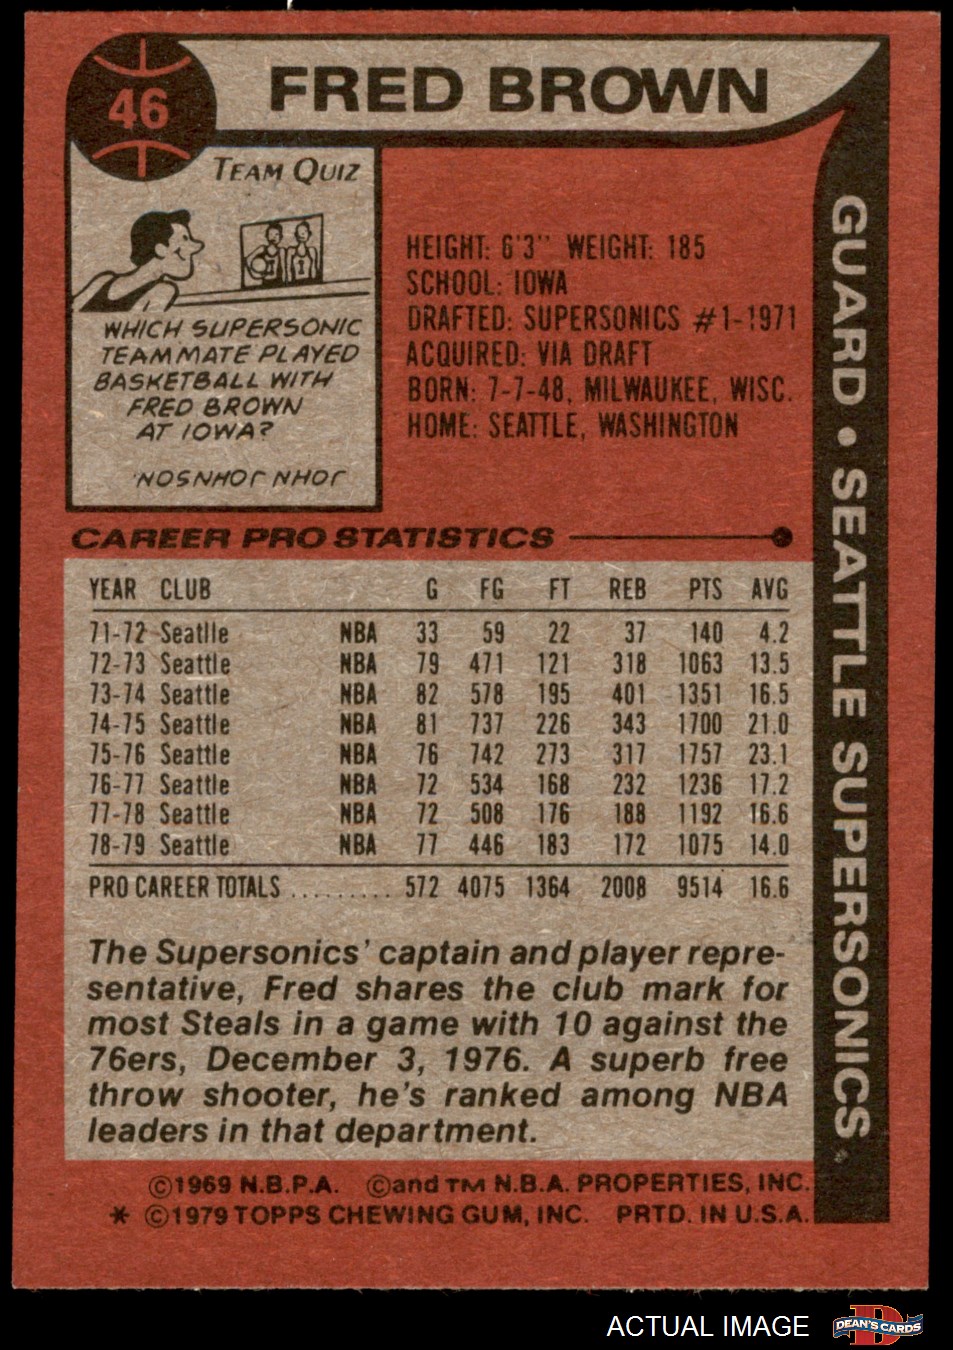 46
FRED BROWN
TEAM QUIZ
WHICH SUPERSONIC
TEAMMATE PLAYED
BASKETBALL WITH
FRED BROWN
AT IOWA?
JOHN JOHNSON
HEIGHT: 6'3" WEIGHT: 185
SCHOOL: IOWA
DRAFTED: SUPERSONICS #1-1971
ACQUIRED: VIA DRAFT
BORN: 7-7-48, MILWAUKEE, WISC.
HOME: SEATTLE, WASHINGTON
GUARD • SEATTLE SUPERSONICS
CAREER PRO STATISTICS
YEAR CLUB G FG FT REB PTS AVG
71-72 Seattle NBA 33 59 22 37 140 4.2
72-73 Seattle NBA 79 471 121 318 1063 13.5
73-74 Seattle NBA 82 578 195 401 1351 16.5
74-75 Seattle NBA 81 737 226 343 1700 21.0
75-76 Seattle NBA 76 742 273 317 1757 23.1
76-77 Seattle NBA 72 534 168 232 1236 17.2
77-78 Seattle NBA 72 508 176 188 1192 16.6
78-79 Seattle NBA 77 446 183 172 1075 14.0
PRO CAREER TOTALS ......... 572 4075 1364 2008 9514 16.6
The Supersonics' captain and player repre-
sentative, Fred shares the club mark for
most Steals in a game with 10 against the
76ers, December 3, 1976. A superb free
throw shooter, he's ranked among NBA
leaders in that department.
©1969 N.B.P.A. ©and TM N.B.A. PROPERTIES, INC.
* ©1979 TOPPS CHEWING GUM, INC. PRTD. IN U.S.A.
ACTUAL IMAGE
D
DEAN'S CARDS